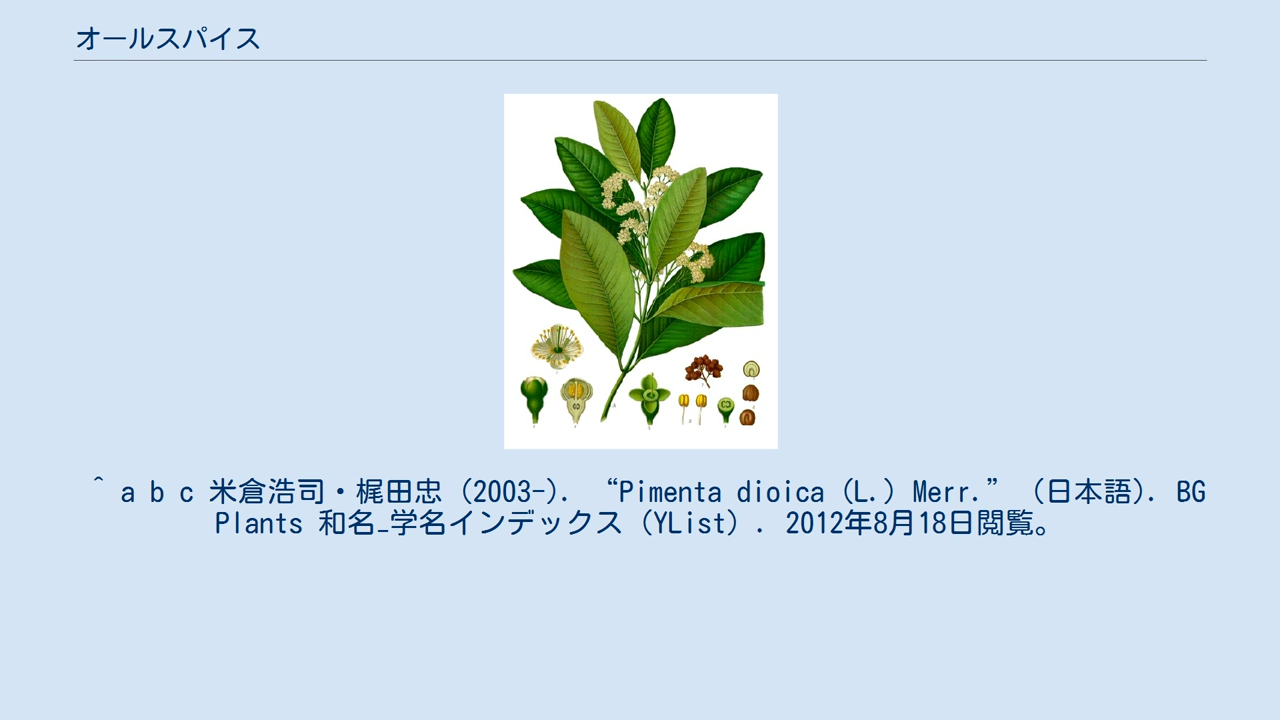 オールスパイス
^ a b c 米倉浩司・梶田忠 (2003-). “Pimenta dioica (L.) Merr.” (日本語). BG
Plants 和名−学名インデックス（YList）. 2012年8月18日閲覧。